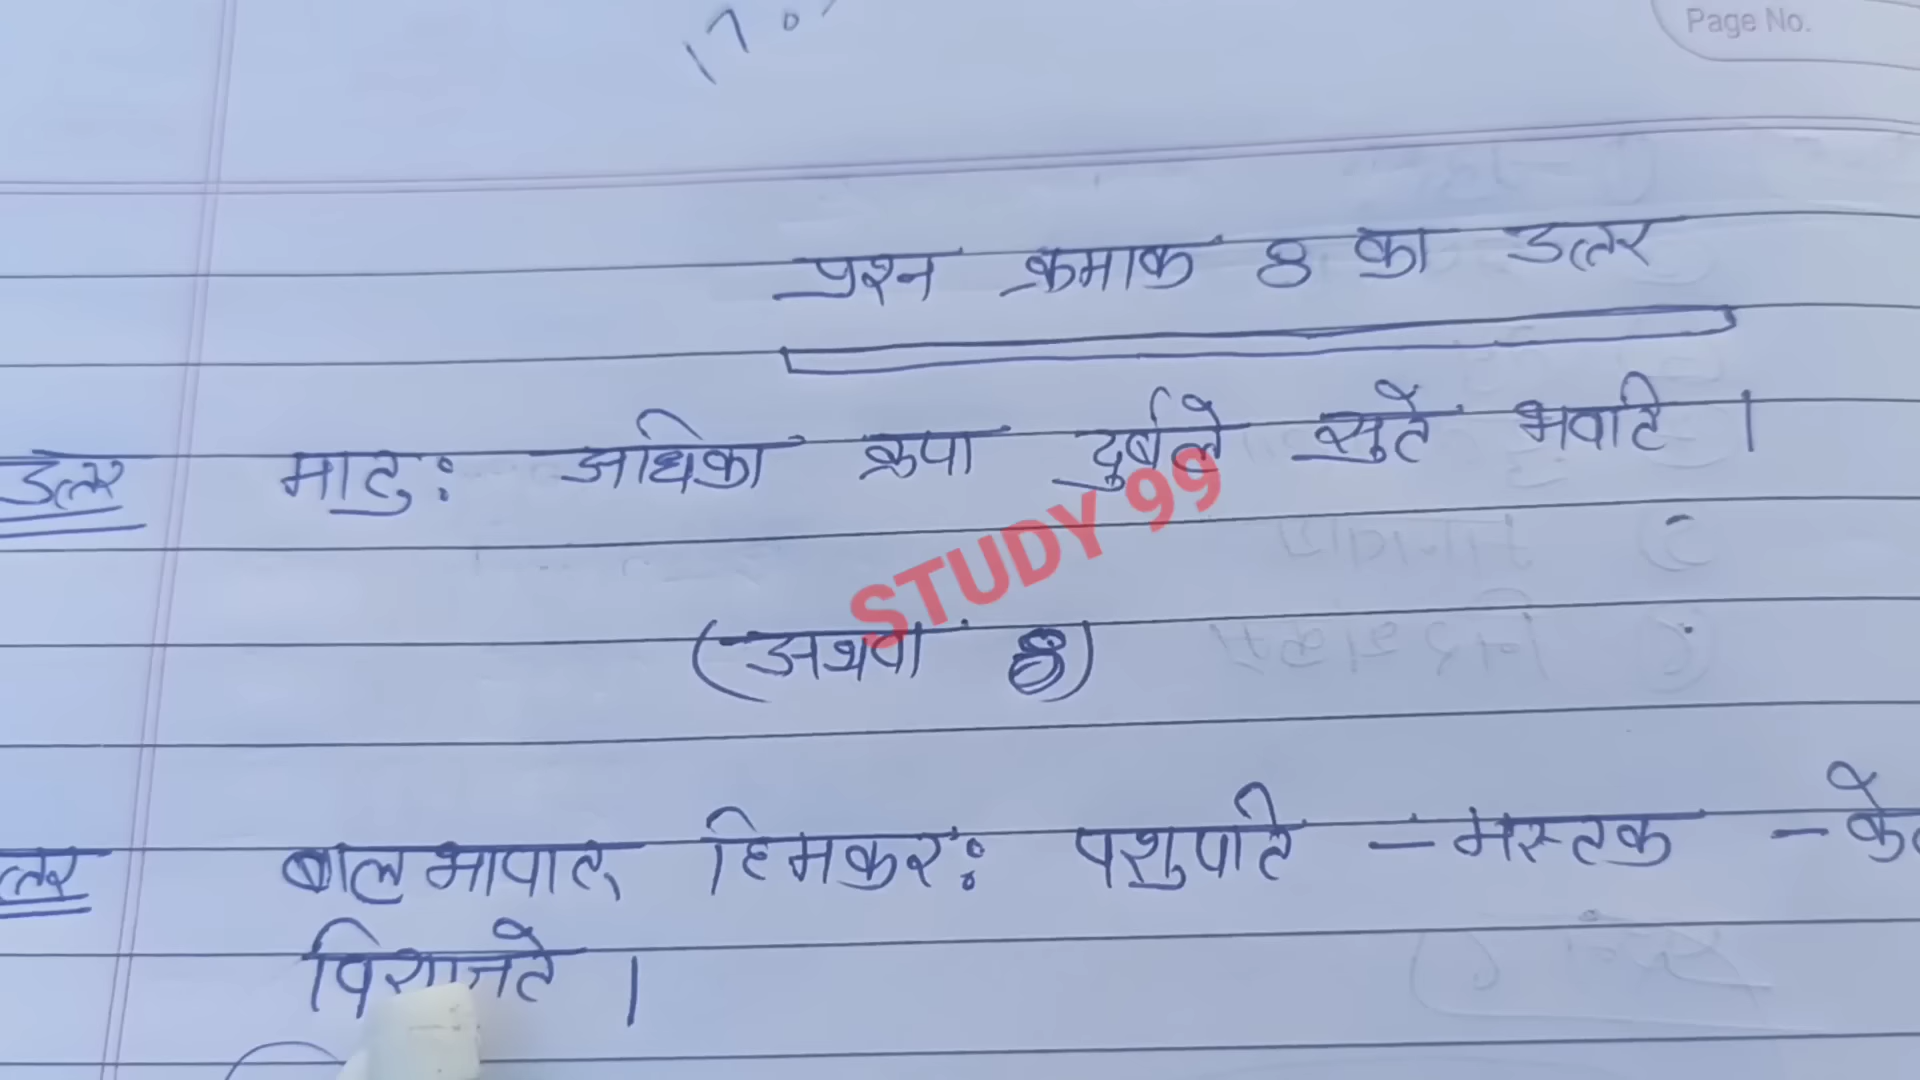 Page No.
प्रश्न क्रमाक 8 का उत्तर
उत्तर मातु: अधिका कृपा दुर्बले सुते भवति ।
STUDY 99
(अथवा 8)
त्तर बालभावात् हिमकर: पशुपति - मस्तक - के
विराजते ।